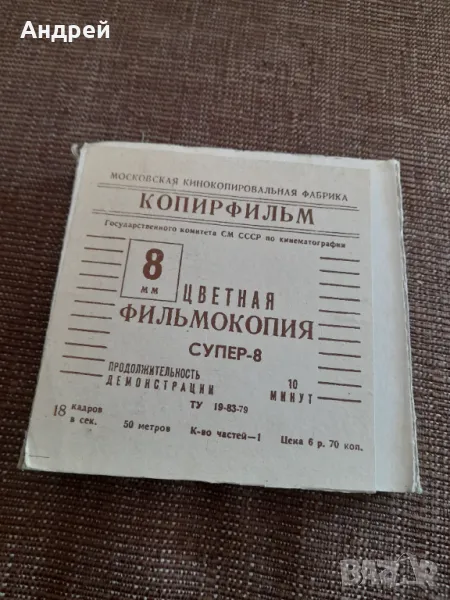 Андрей
МОСКОВСКАЯ КИНОКОПИРОВАЛЬНАЯ ФАБРИКА
КОПИРФИЛЬМ
Государственного комитета СМ СССР по кинематографии
8
мм
ЦВЕТНАЯ
ФИЛЬМОКОПИЯ
СУПЕР-8
ПРОДОЛЖИТЕЛЬНОСТЬ
ДЕМОНСТРАЦИИ
10
МИНУТ
ТУ 19-83-79
18 кадров
в сек.
50 метров
К-во частей—1
Цена 6 р. 70 коп.
BAZAR